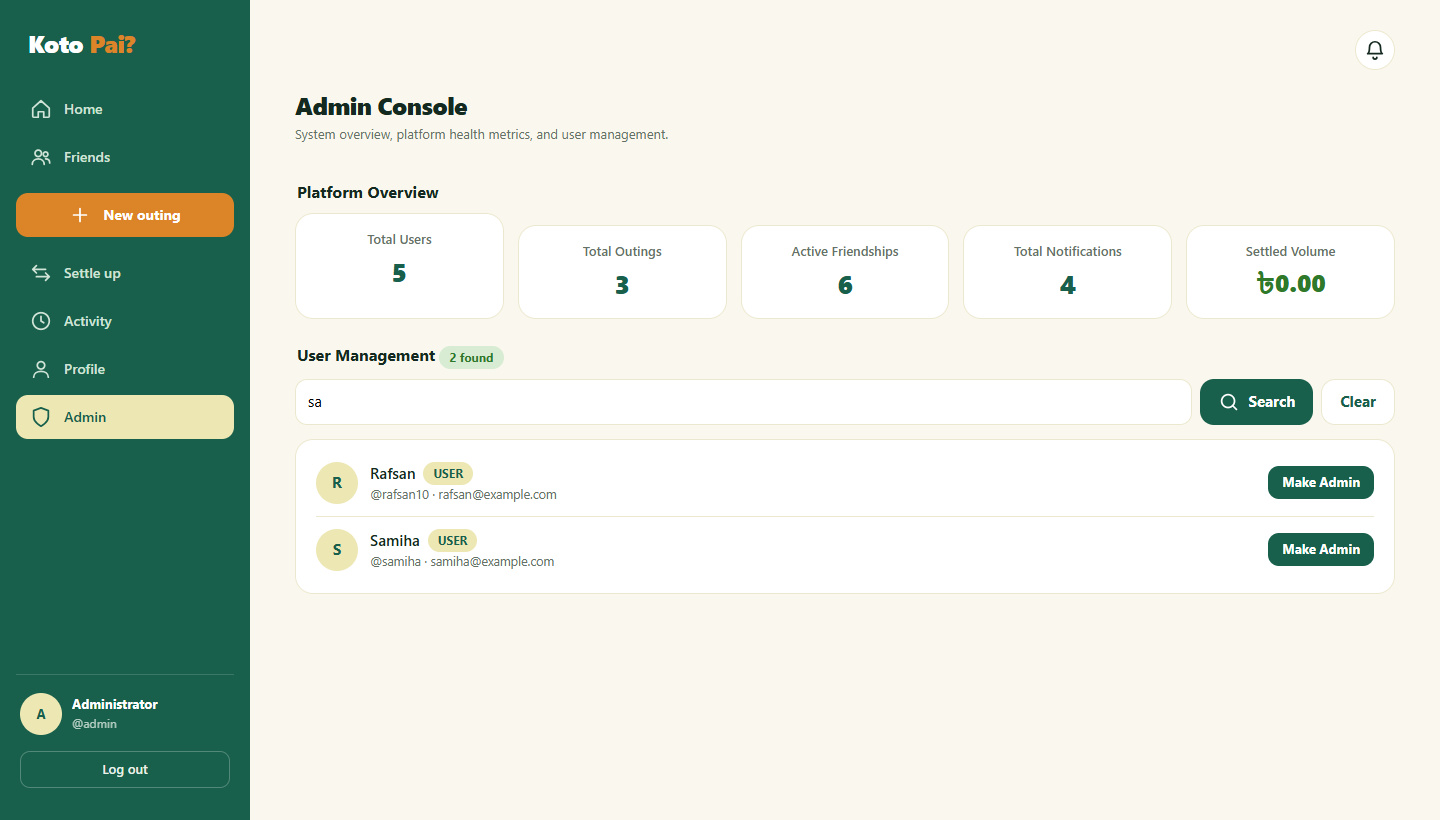 Koto Pai?
Home
Friends
New outing
Settle up
Activity
Profile
Admin
A
Administrator
@admin
Log out
Admin Console
System overview, platform health metrics, and user management.
Platform Overview
Total Users
5
Total Outings
3
Active Friendships
6
Total Notifications
4
Settled Volume
৳0.00
User Management 2 found
sa
Search
Clear
R
Rafsan USER
@rafsan10 · rafsan@example.com
Make Admin
S
Samiha USER
@samiha · samiha@example.com
Make Admin